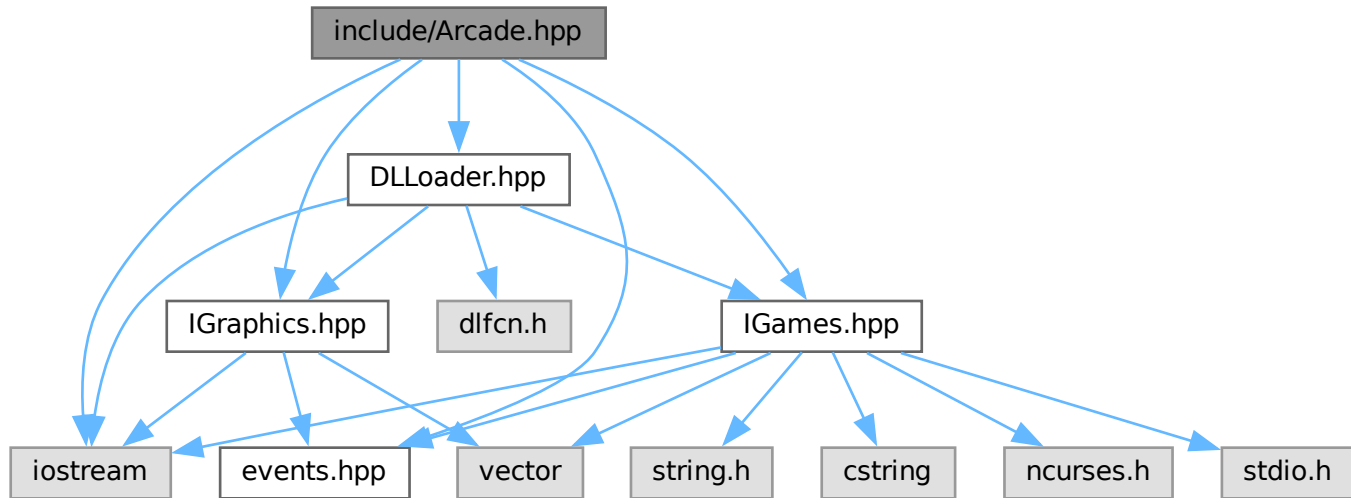 include/Arcade.hpp
DLLoader.hpp
IGraphics.hpp
dlfcn.h
IGames.hpp
iostream
events.hpp
vector
string.h
cstring
ncurses.h
stdio.h